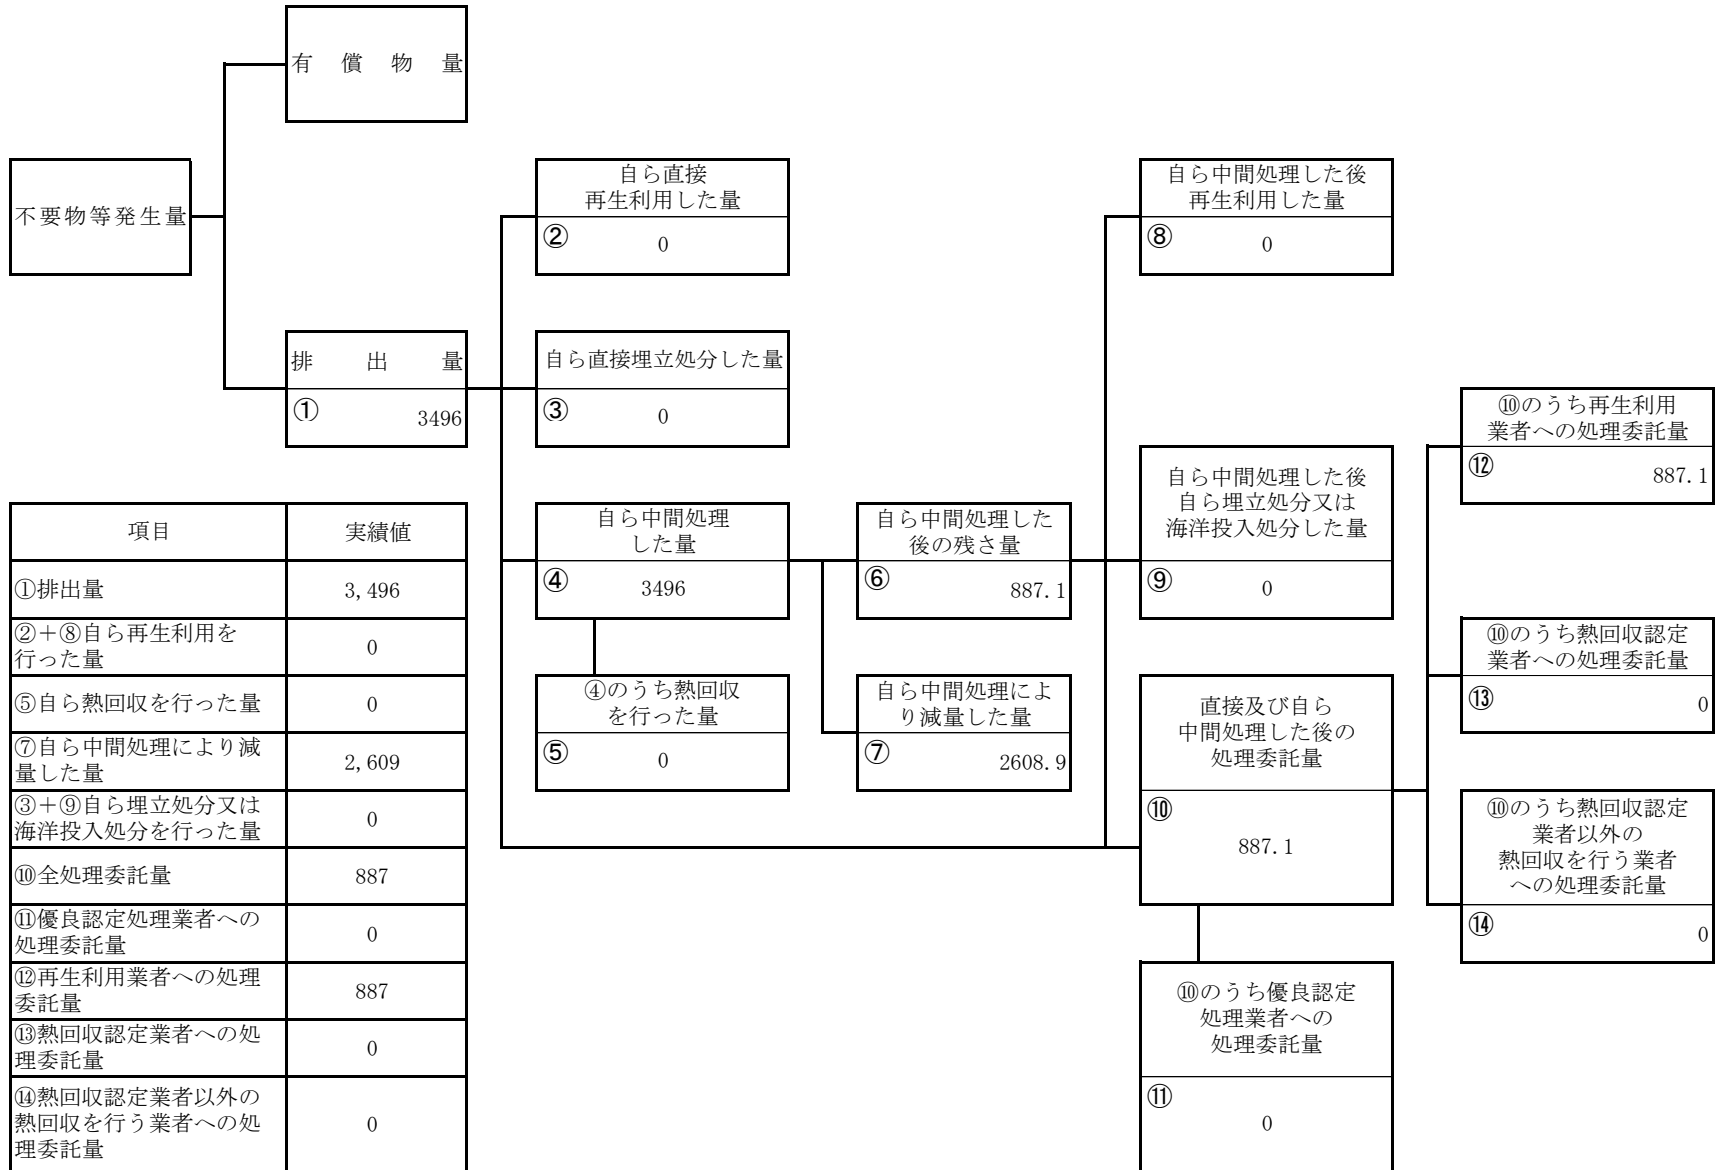 有償物量
不要物等発生量
自ら直接
再生利用した量
②
0
自ら中間処理した後
再生利用した量
⑧
0
排出量
①
3496
自ら直接埋立処分した量
③
0
⑩のうち再生利用
業者への処理委託量
⑫
887.1
自ら中間処理した後
自ら埋立処分又は
海洋投入処分した量
⑨
0
自ら中間処理
した量
④
3496
自ら中間処理した
後の残さ量
⑥
887.1
⑩のうち熱回収認定
業者への処理委託量
⑬
0
④のうち熱回収
を行った量
⑤
0
自ら中間処理によ
り減量した量
⑦
2608.9
直接及び自ら
中間処理した後の
処理委託量
⑩
887.1
⑩のうち熱回収認定
業者以外の
熱回収を行う業者
への処理委託量
⑭
0
⑩のうち優良認定
処理業者への
処理委託量
⑪
0
項目 実績値
①排出量 3,496
②+⑧自ら再生利用を
行った量 0
⑤自ら熱回収を行った量 0
⑦自ら中間処理により減
量した量 2,609
③+⑨自ら埋立処分又は
海洋投入処分を行った量 0
⑩全処理委託量 887
⑪優良認定処理業者への
処理委託量 0
⑫再生利用業者への処理
委託量 887
⑬熱回収認定業者への処
理委託量 0
⑭熱回収認定業者以外の
熱回収を行う業者への処 0
理委託量